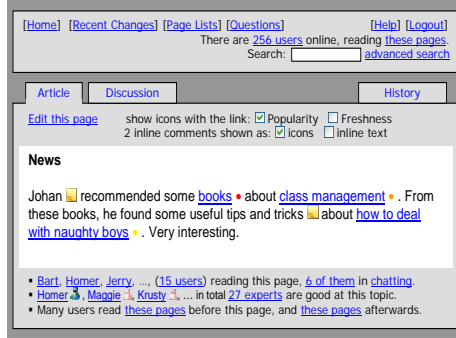 [Home] [Recent Changes] [Page Lists] [Questions] [Help] [Logout]
There are 256 users online, reading these pages.
Search: advanced search
Article Discussion History
Edit this page show icons with the link: Popularity Freshness
2 inline comments shown as: icons inline text
News
Johan recommended some books • about class management • . From
these books, he found some useful tips and tricks about how to deal
with naughty boys • . Very interesting.
▪ Bart, Homer, Jerry, ..., (15 users) reading this page, 6 of them in chatting.
▪ Homer , Maggie , Krusty , ... in total 27 experts are good at this topic.
▪ Many users read these pages before this page, and these pages afterwards.